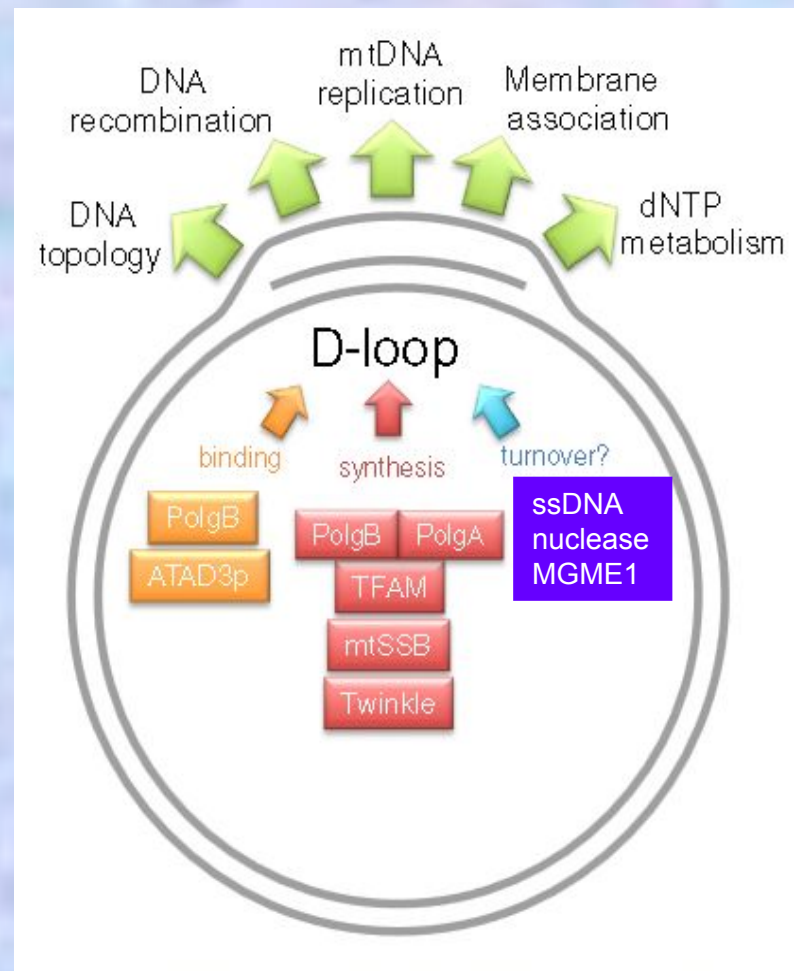 mtDNA
replication
DNA
recombination
Membrane
association
DNA
topology
dNTP
metabolism
D-loop
binding
synthesis
turnover?
PolgB
ATAD3p
PolgB
PolgA
TFAM
mtSSB
Twinkle
ssDNA
nuclease
MGME1